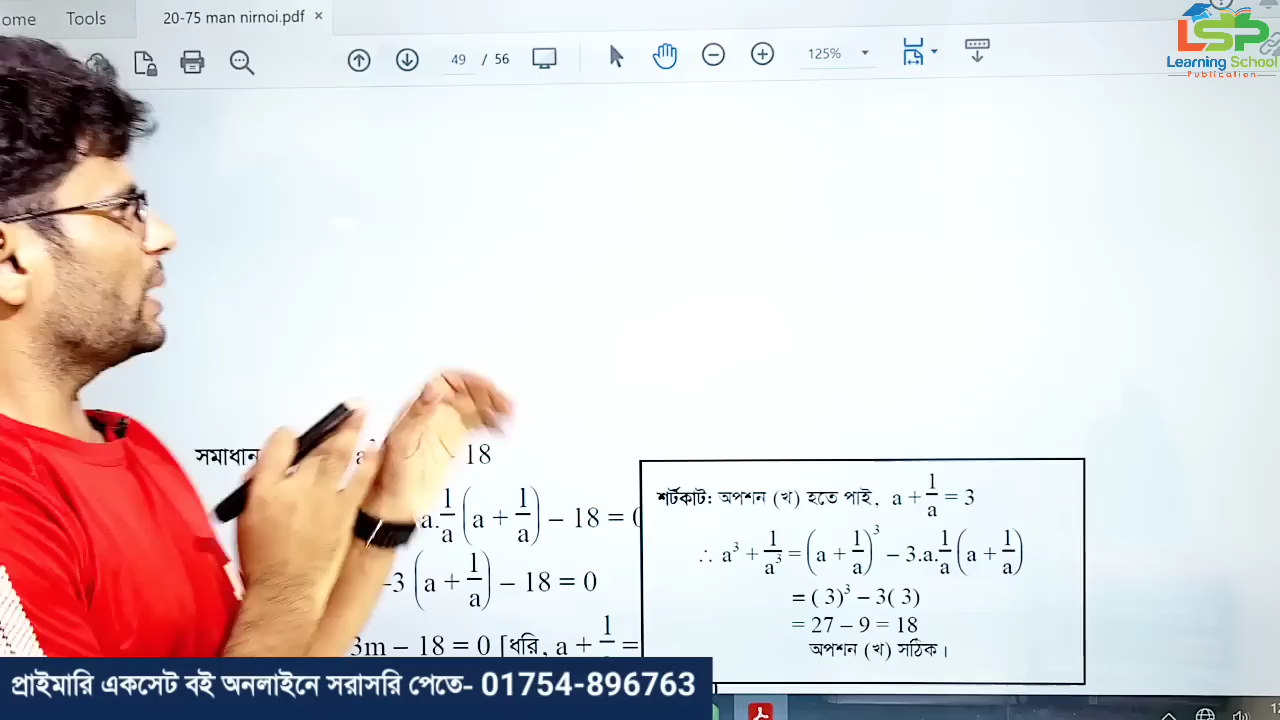 ome Tools 20-75 man nirnoi.pdf ×
49 / 56 125%
LSP
Learning School
Publication
সমাধান a 18
a.1/a (a + 1/a) – 18 = 0
-3 (a + 1/a) – 18 = 0
3m – 18 = 0 [ধরি, a + 1/ =
শর্টকাট: অপশন (খ) হতে পাই, a + 1/a = 3
∴ a³ + 1/a³ = (a + 1/a)³ – 3.a.1/a (a + 1/a)
= ( 3)³ – 3( 3)
= 27 – 9 = 18
অপশন (খ) সঠিক।
প্রাইমারি একসেট বই অনলাইনে সরাসরি পেতে- 01754-896763